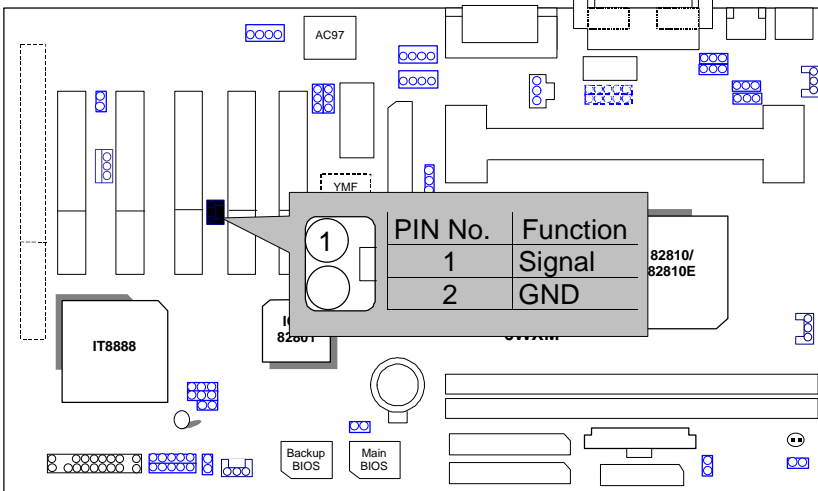 AC97
YMF
1
PIN No. Function
1 Signal
2 GND
82810/
82810E
IT8888
82801
Backup
BIOS
Main
BIOS